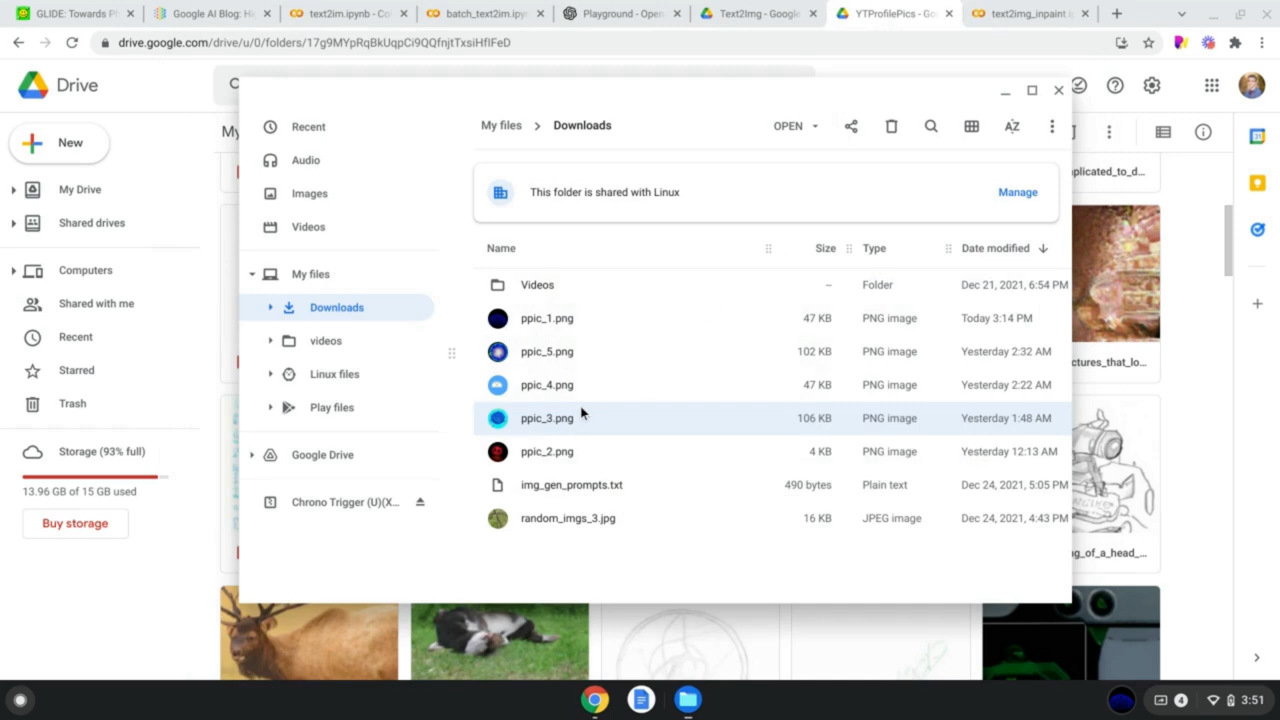 GLIDE: Towards P
Google AI Blog: Hi
text2im.ipynb - Co
batch_text2im.ipy
Playground - Open
Text2Img - Google
YTProfilePics - Go
text2img_inpaint.i
drive.google.com/drive/u/0/folders/17g9MYpRqBkUqpCi9QQfnjtTxsiHfIFeD
Drive
New
My
My Drive
Shared drives
Computers
Shared with me
Recent
Starred
Trash
Storage (93% full)
13.96 GB of 15 GB used
Buy storage
Recent
Audio
Images
Videos
My files
Downloads
videos
Linux files
Play files
Google Drive
Chrono Trigger (U)(X...
My files > Downloads
OPEN
AZ
This folder is shared with Linux
Manage
Name Size Type Date modified
Videos -- Folder Dec 21, 2021, 6:54 PM
ppic_1.png 47 KB PNG image Today 3:14 PM
ppic_5.png 102 KB PNG image Yesterday 2:32 AM
ppic_4.png 47 KB PNG image Yesterday 2:22 AM
ppic_3.png 106 KB PNG image Yesterday 1:48 AM
ppic_2.png 4 KB PNG image Yesterday 12:13 AM
img_gen_prompts.txt 490 bytes Plain text Dec 24, 2021, 5:05 PM
random_imgs_3.jpg 16 KB JPEG image Dec 24, 2021, 4:43 PM
plicated_to_d...
ctures_that_lo...
ng_of_a_head_...
4
3:51